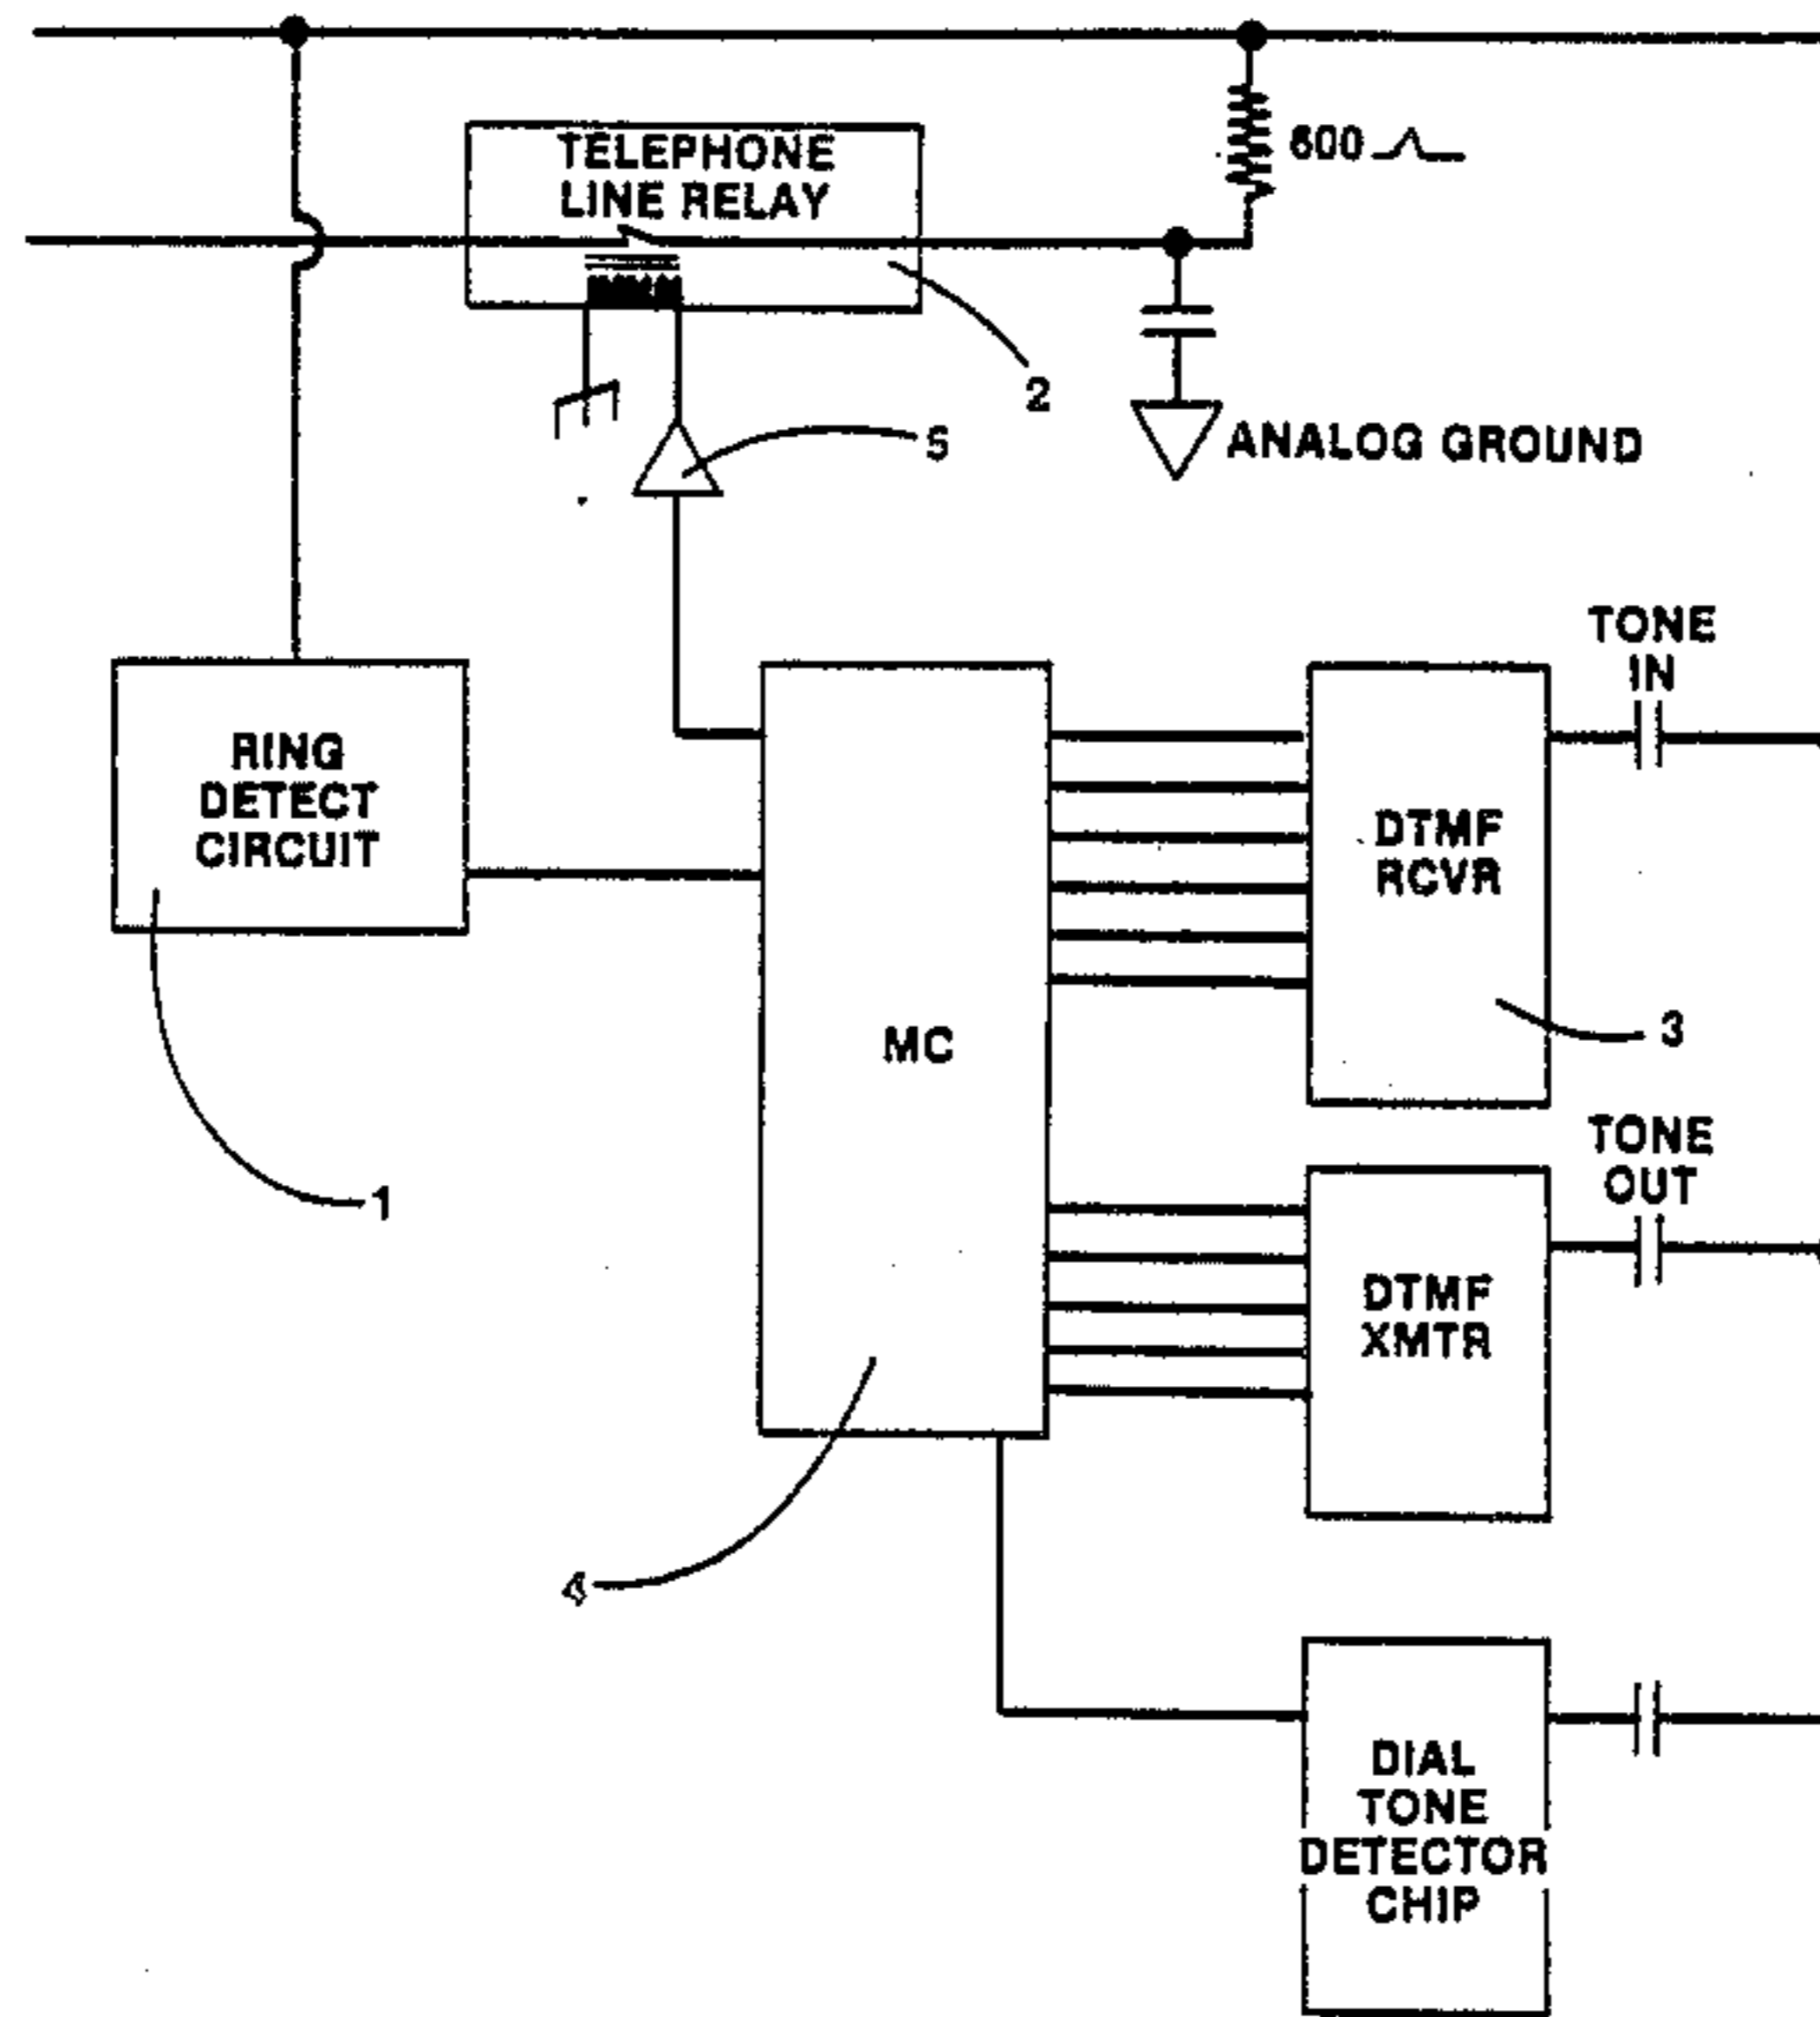 TELEPHONE
LINE RELAY
600
2
5
ANALOG GROUND
TONE
IN
RING
DETECT
CIRCUIT
DTMF
RCVR
MC
3
1
TONE
OUT
DTMF
XMTR
4
DIAL
TONE
DETECTOR
CHIP